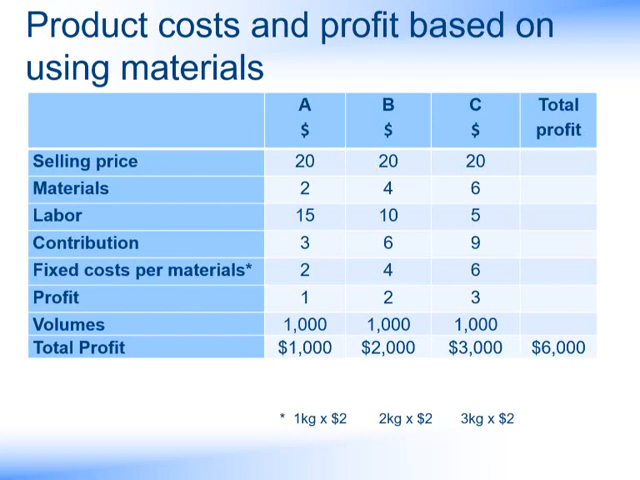 Product costs and profit based on
using materials
A B C Total
$ $ $ profit
Selling price 20 20 20
Materials 2 4 6
Labor 15 10 5
Contribution 3 6 9
Fixed costs per materials* 2 4 6
Profit 1 2 3
Volumes 1,000 1,000 1,000
Total Profit $1,000 $2,000 $3,000 $6,000
* 1kg x $2 2kg x $2 3kg x $2